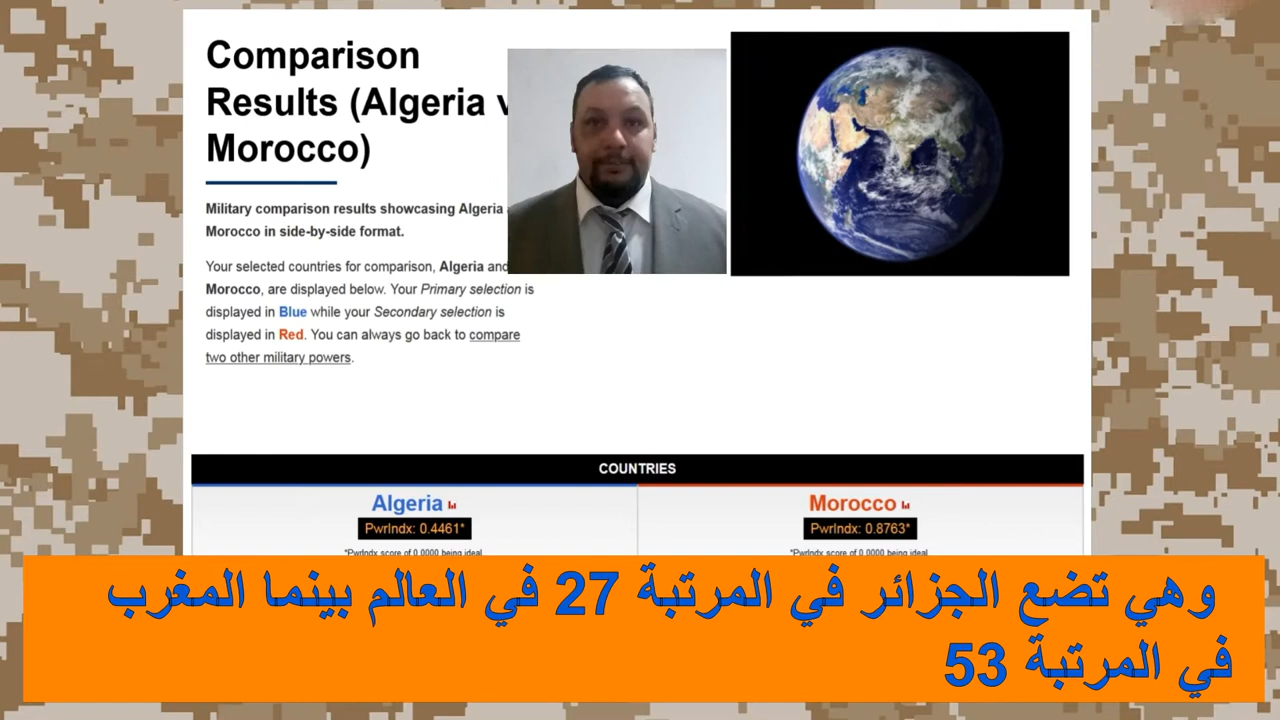 Comparison
Results (Algeria v
Morocco)
Military comparison results showcasing Algeria
Morocco in side-by-side format.
Your selected countries for comparison, Algeria and
Morocco, are displayed below. Your Primary selection is
displayed in Blue while your Secondary selection is
displayed in Red. You can always go back to compare
two other military powers.
COUNTRIES
Algeria
PwrIndx: 0.4461*
*PwrIndx score of 0.0000 being ideal
Morocco
PwrIndx: 0.8763*
*PwrIndx score of 0.0000 being ideal
وهي تضع الجزائر في المرتبة 27 في العالم بينما المغرب
في المرتبة 53